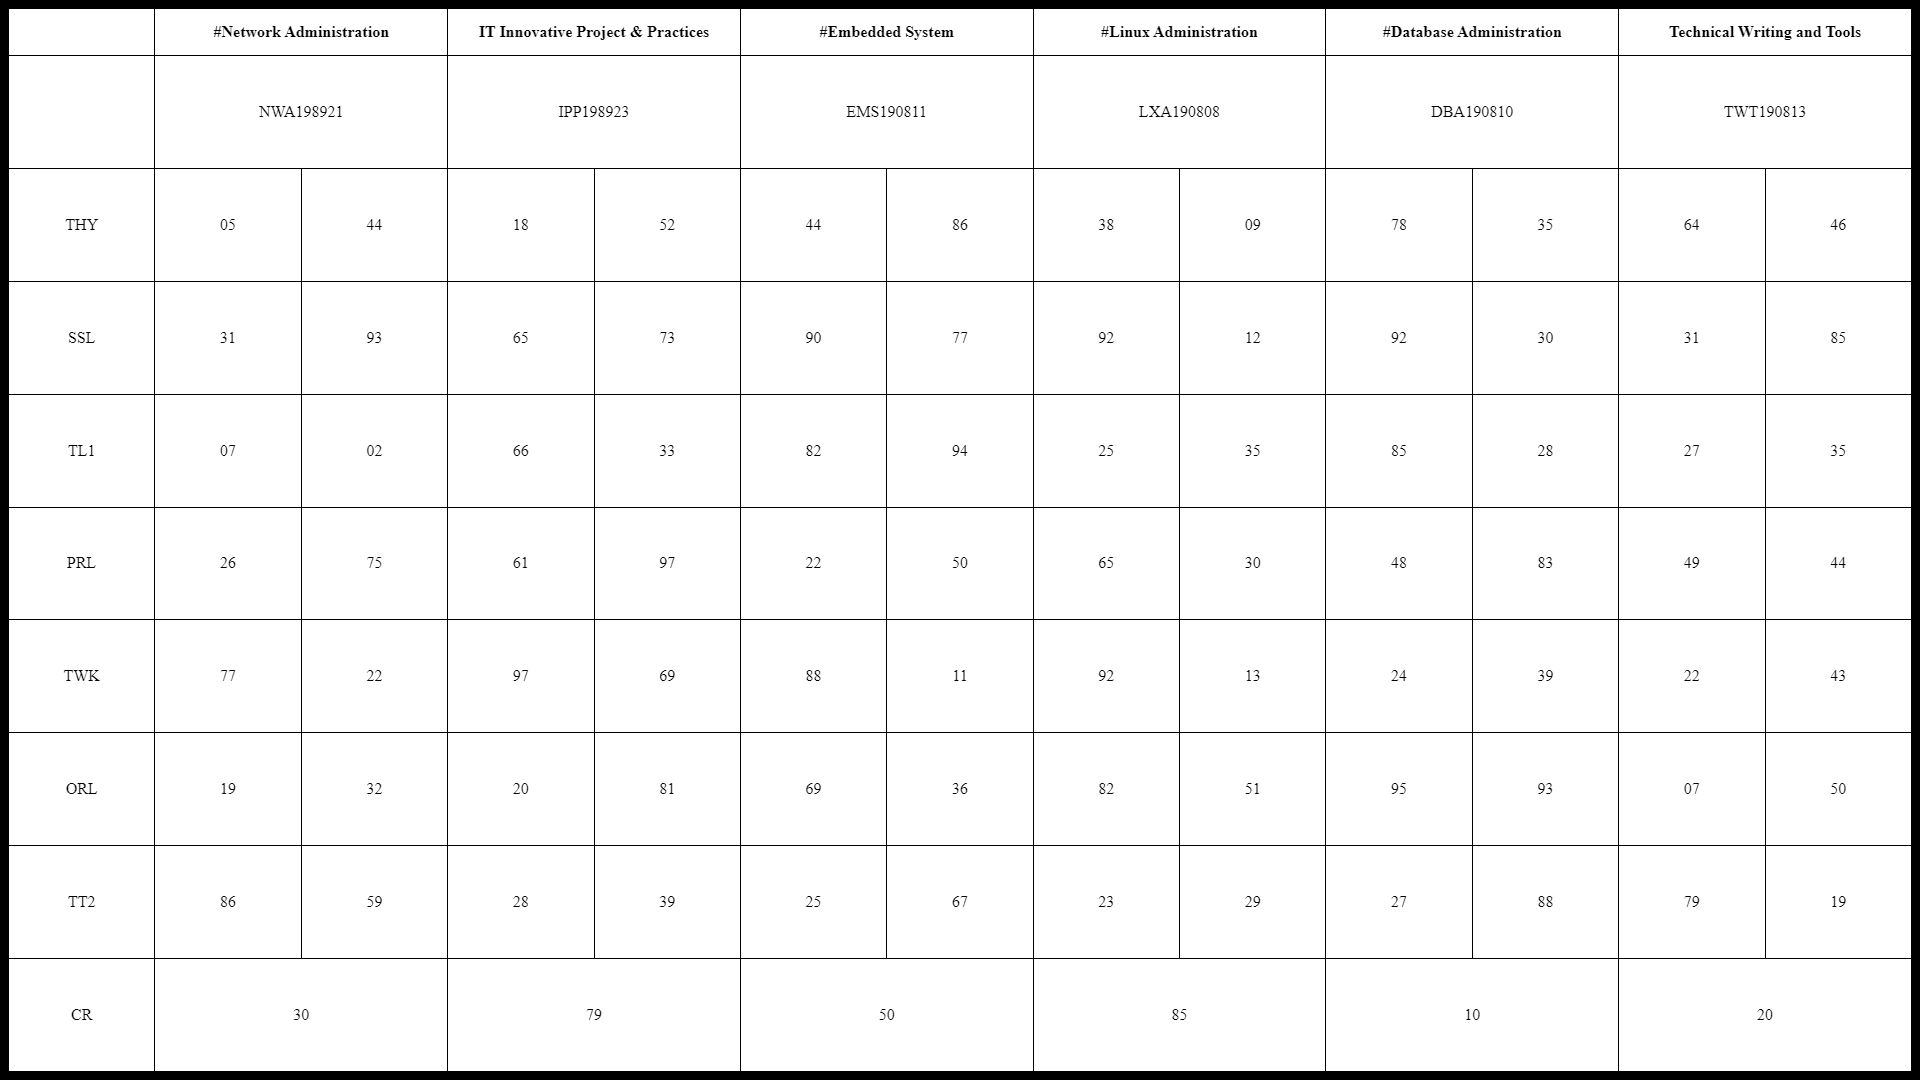 #Network Administration IT Innovative Project & Practices #Embedded System #Linux Administration #Database Administration Technical Writing and Tools
NWA198921 IPP198923 EMS190811 LXA190808 DBA190810 TWT190813
THY 05 44 18 52 44 86 38 09 78 35 64 46
SSL 31 93 65 73 90 77 92 12 92 30 31 85
TL1 07 02 66 33 82 94 25 35 85 28 27 35
PRL 26 75 61 97 22 50 65 30 48 83 49 44
TWK 77 22 97 69 88 11 92 13 24 39 22 43
ORL 19 32 20 81 69 36 82 51 95 93 07 50
TT2 86 59 28 39 25 67 23 29 27 88 79 19
CR 30 79 50 85 10 20